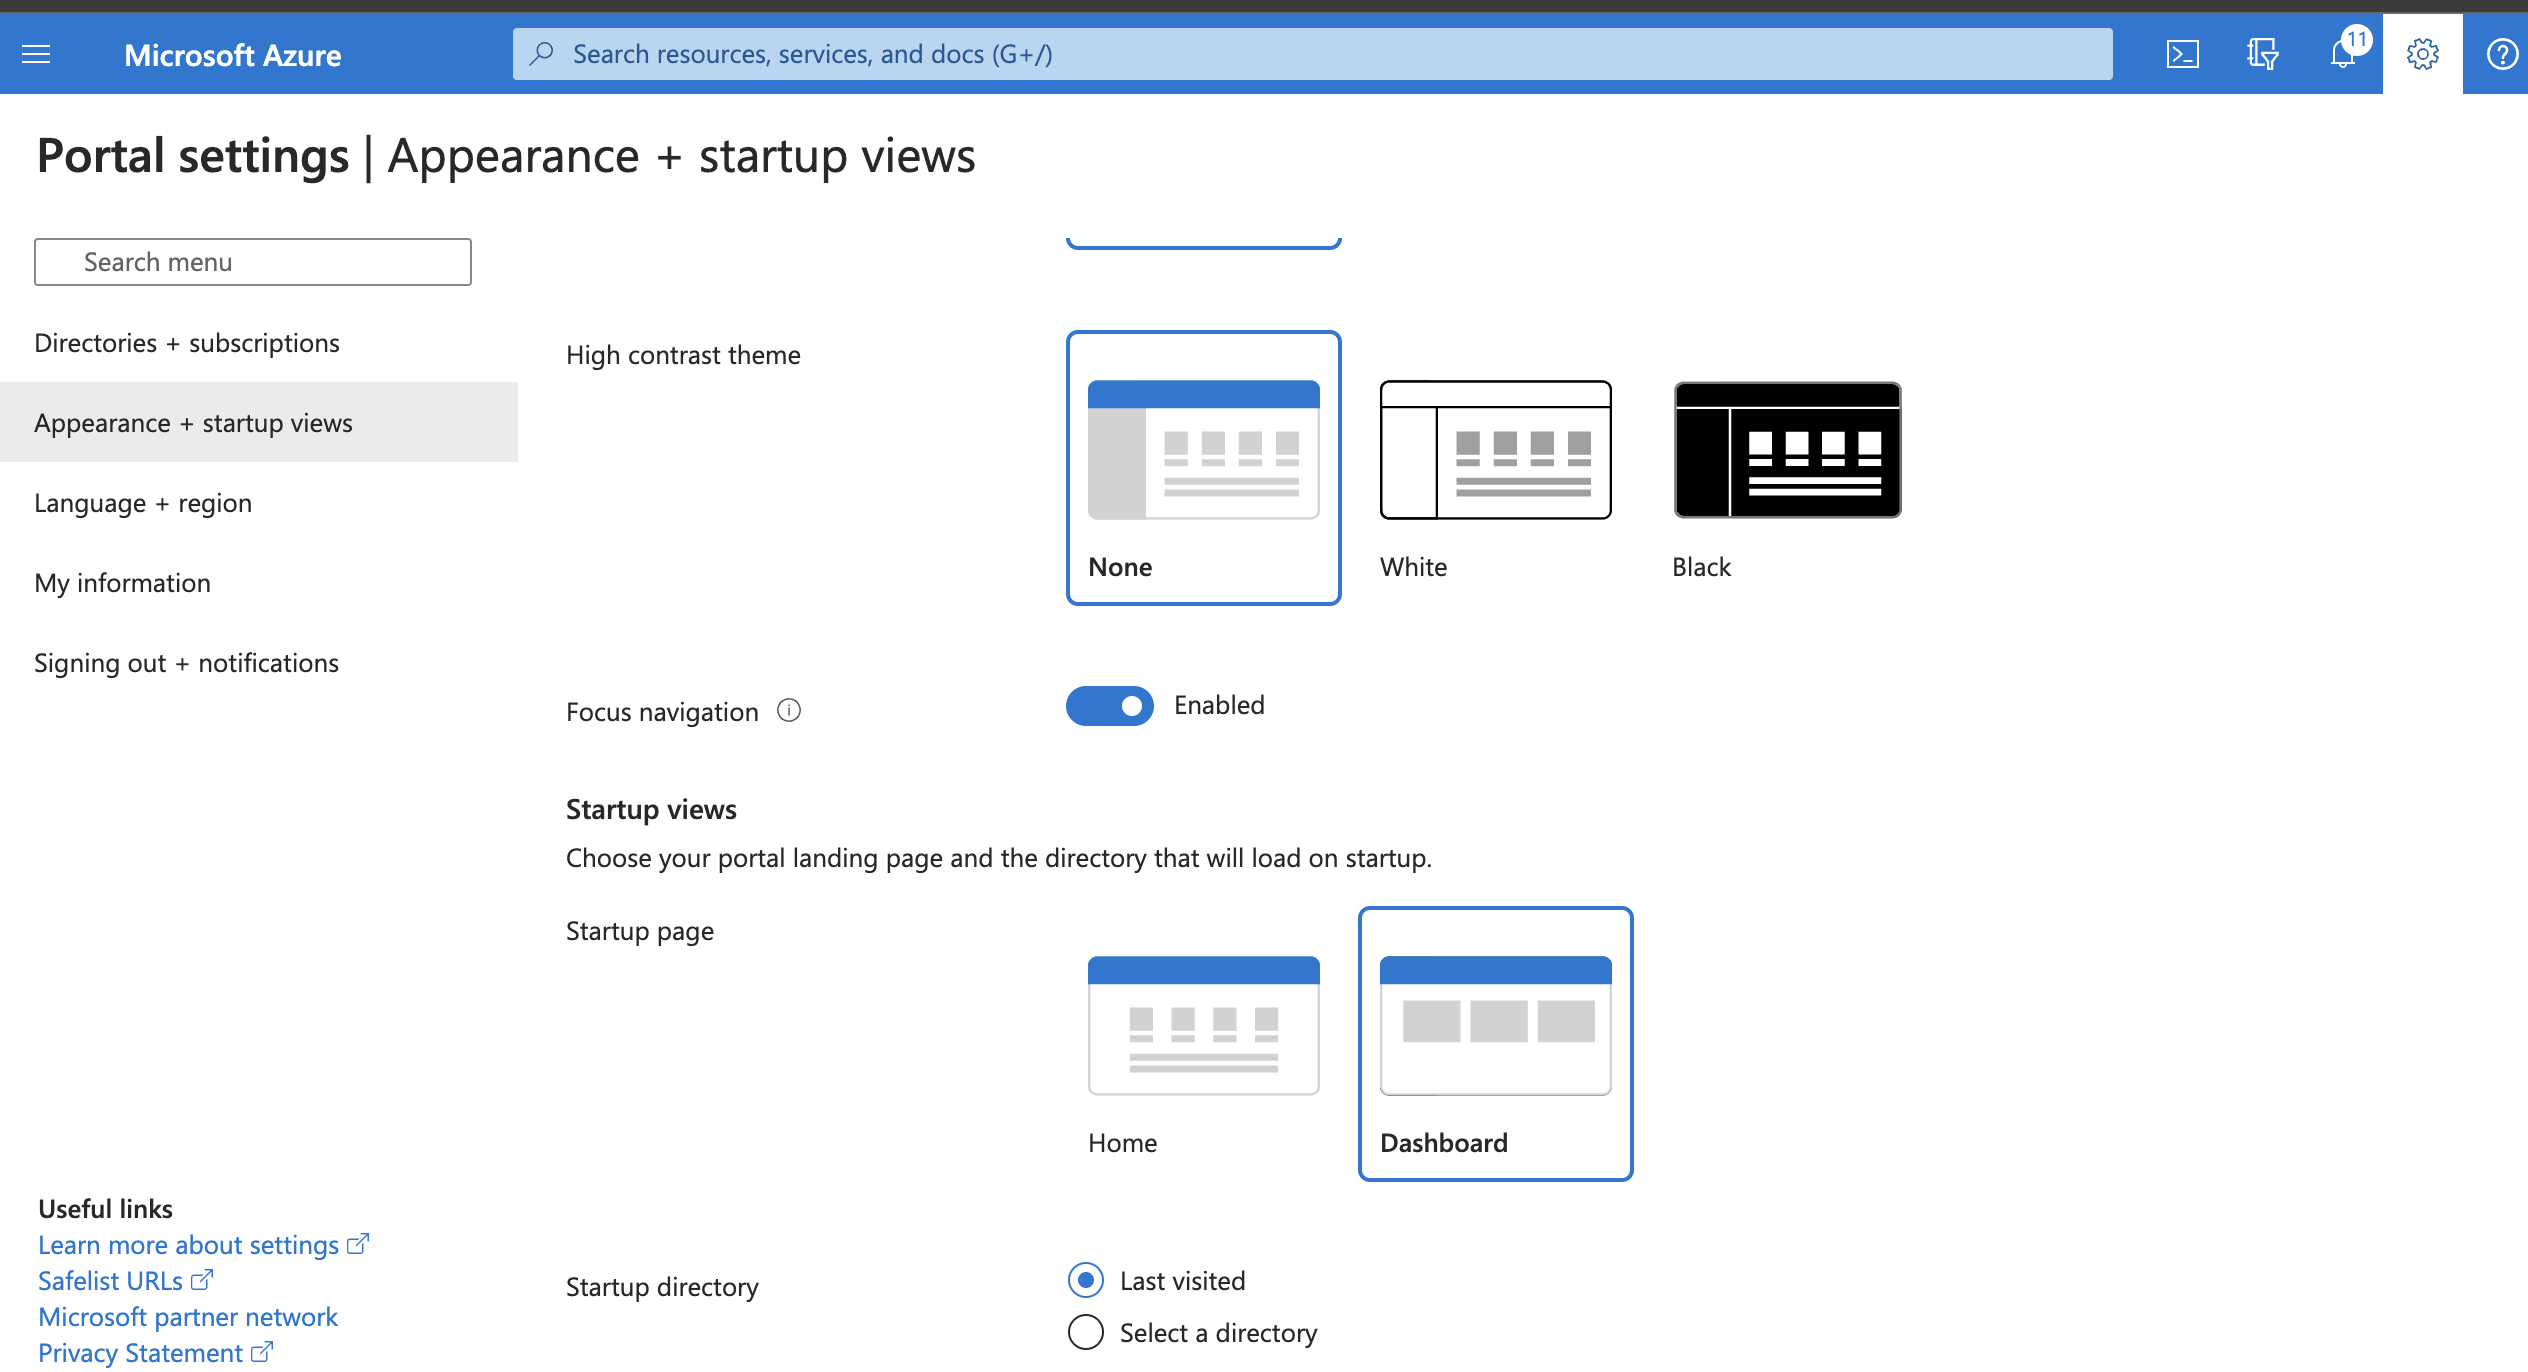 Microsoft Azure
Search resources, services, and docs (G+/)
11
Portal settings | Appearance + startup views
Search menu
Directories + subscriptions
Appearance + startup views
Language + region
My information
Signing out + notifications
High contrast theme
None
White
Black
Focus navigation
Enabled
Startup views
Choose your portal landing page and the directory that will load on startup.
Startup page
Home
Dashboard
Startup directory
Last visited
Select a directory
Useful links
Learn more about settings
Safelist URLs
Microsoft partner network
Privacy Statement